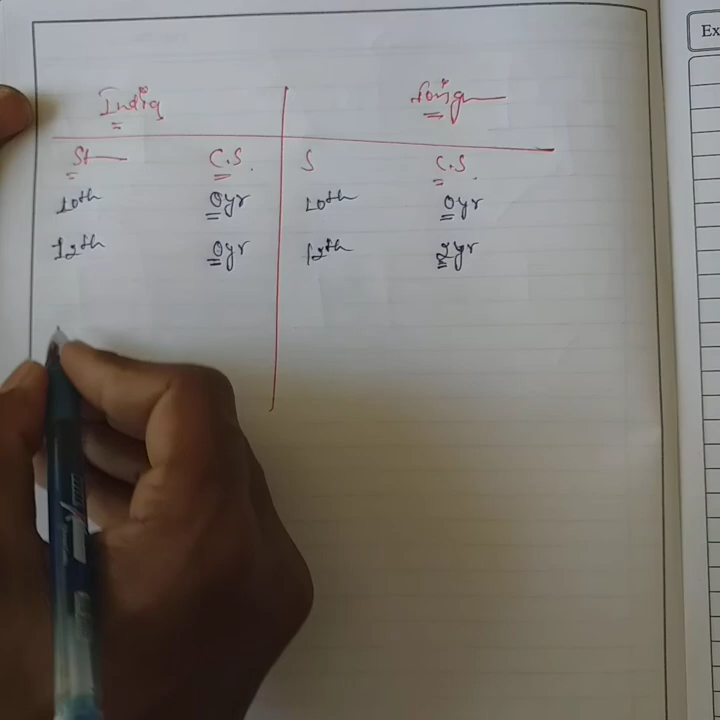 India Foreign
St C.S. S C.S.
10th 0yr 10th 0yr
12th 0yr 12th 2yr
Ex